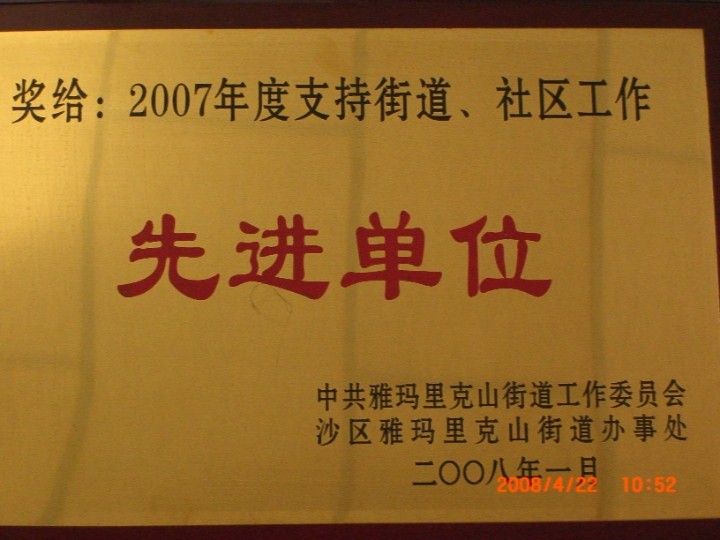 奖给：2007年度支持街道、社区工作
先进单位
中共雅玛里克山街道工作委员会
沙区雅玛里克山街道办事处
二〇〇八年一月
2008/4/22 10:52